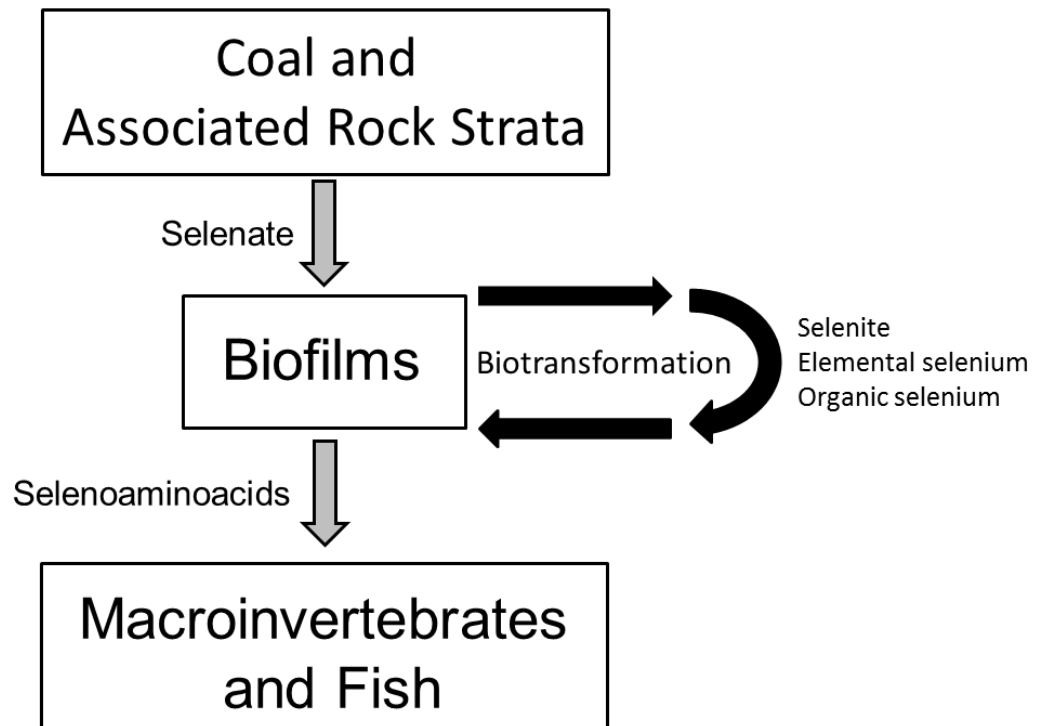 Coal and
Associated Rock Strata
Selenate
Biofilms
Biotransformation
Selenite
Elemental selenium
Organic selenium
Selenoaminoacids
Macroinvertebrates
and Fish